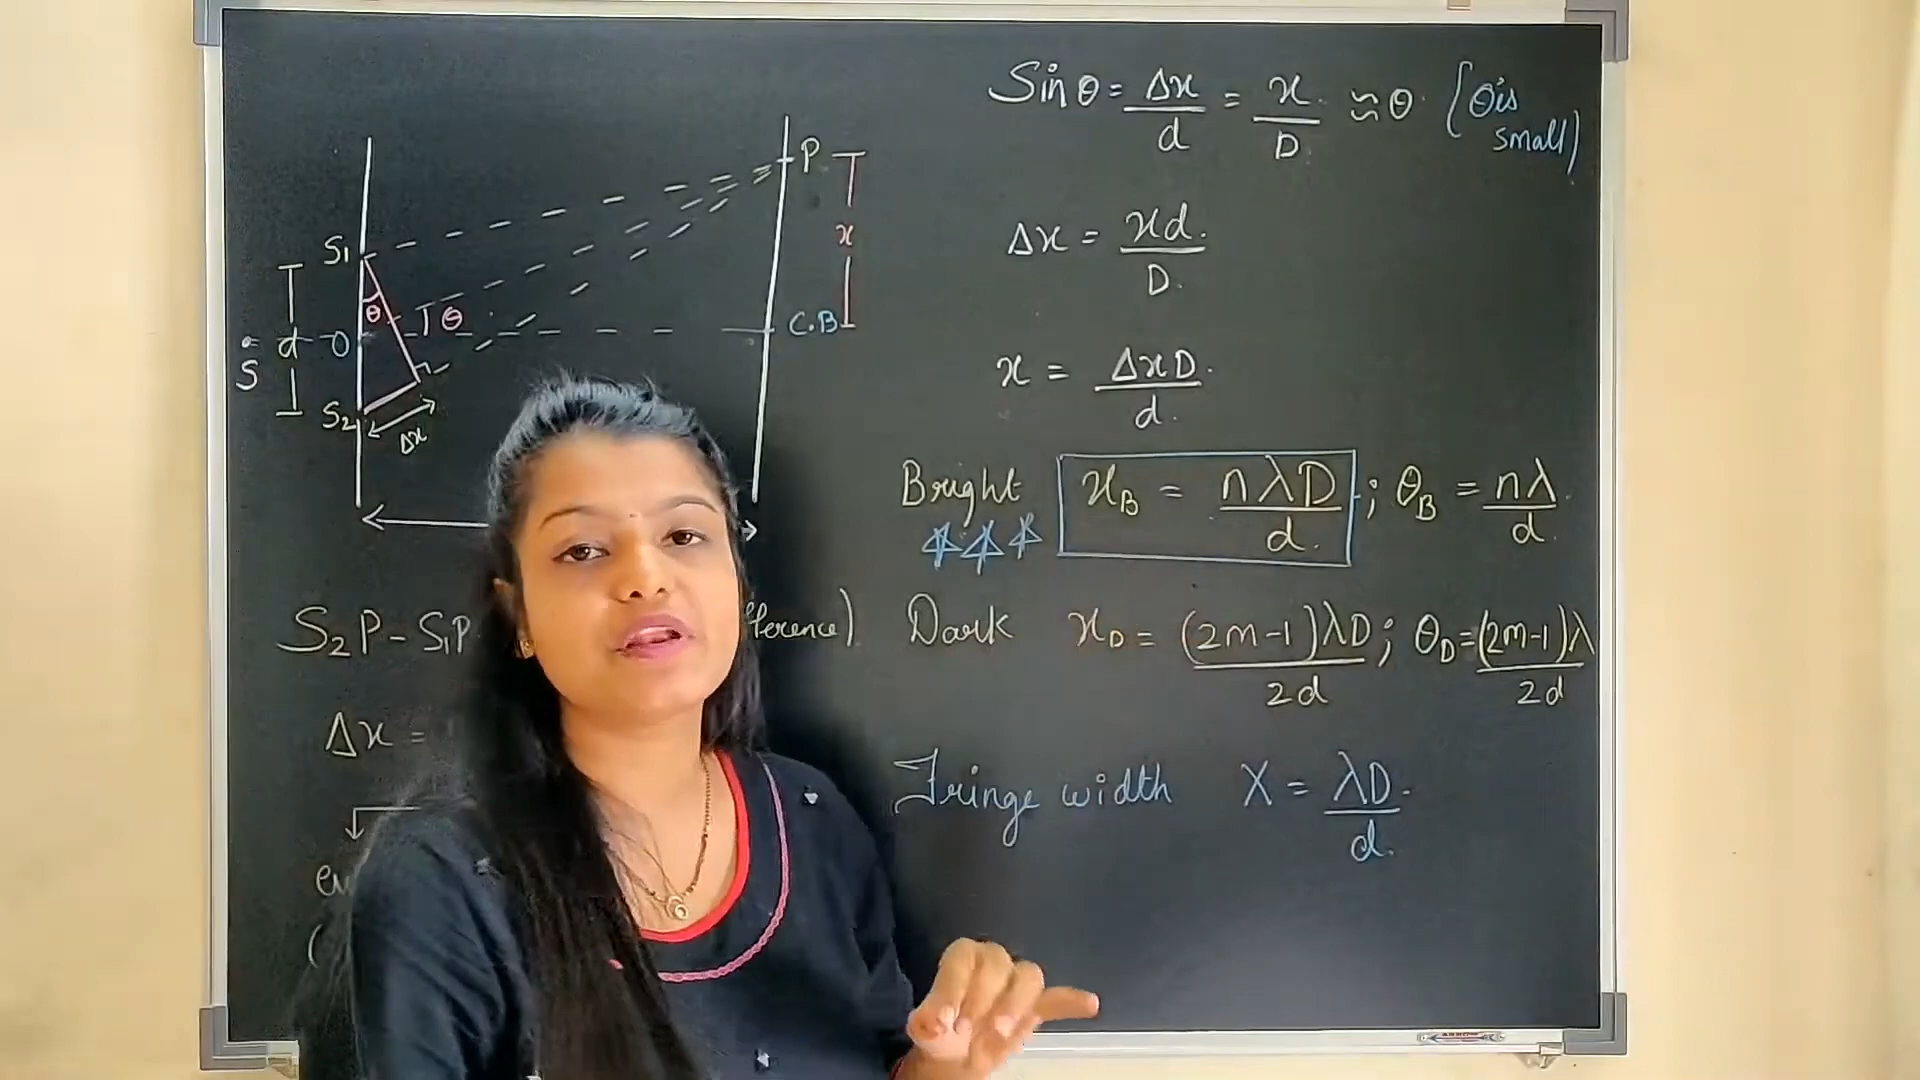 S1
θ
θ
S
d
O
S2
Δx
P
x
C.B
S2P - S1P
Δx =
Sinθ = Δx/d = x/D ≈ θ (θ is small)
Δx = xd/D.
x = ΔxD/d.
Bright xB = nλD/d. ; θB = nλ/d.
Dark xD = (2m-1)λD/2d ; θD = (2m-1)λ/2d
Fringe width X = λD/d.